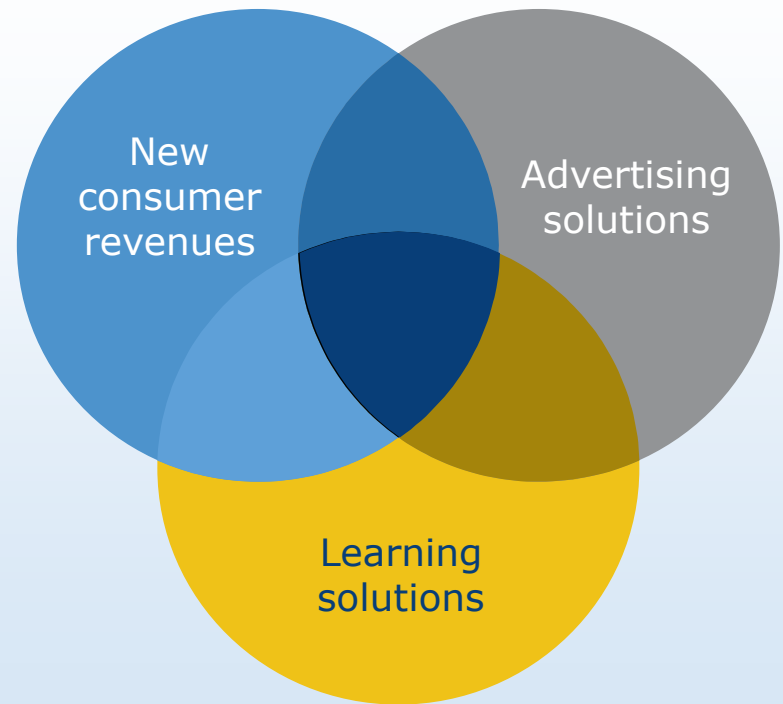 New
consumer
revenues
Advertising
solutions
Learning
solutions